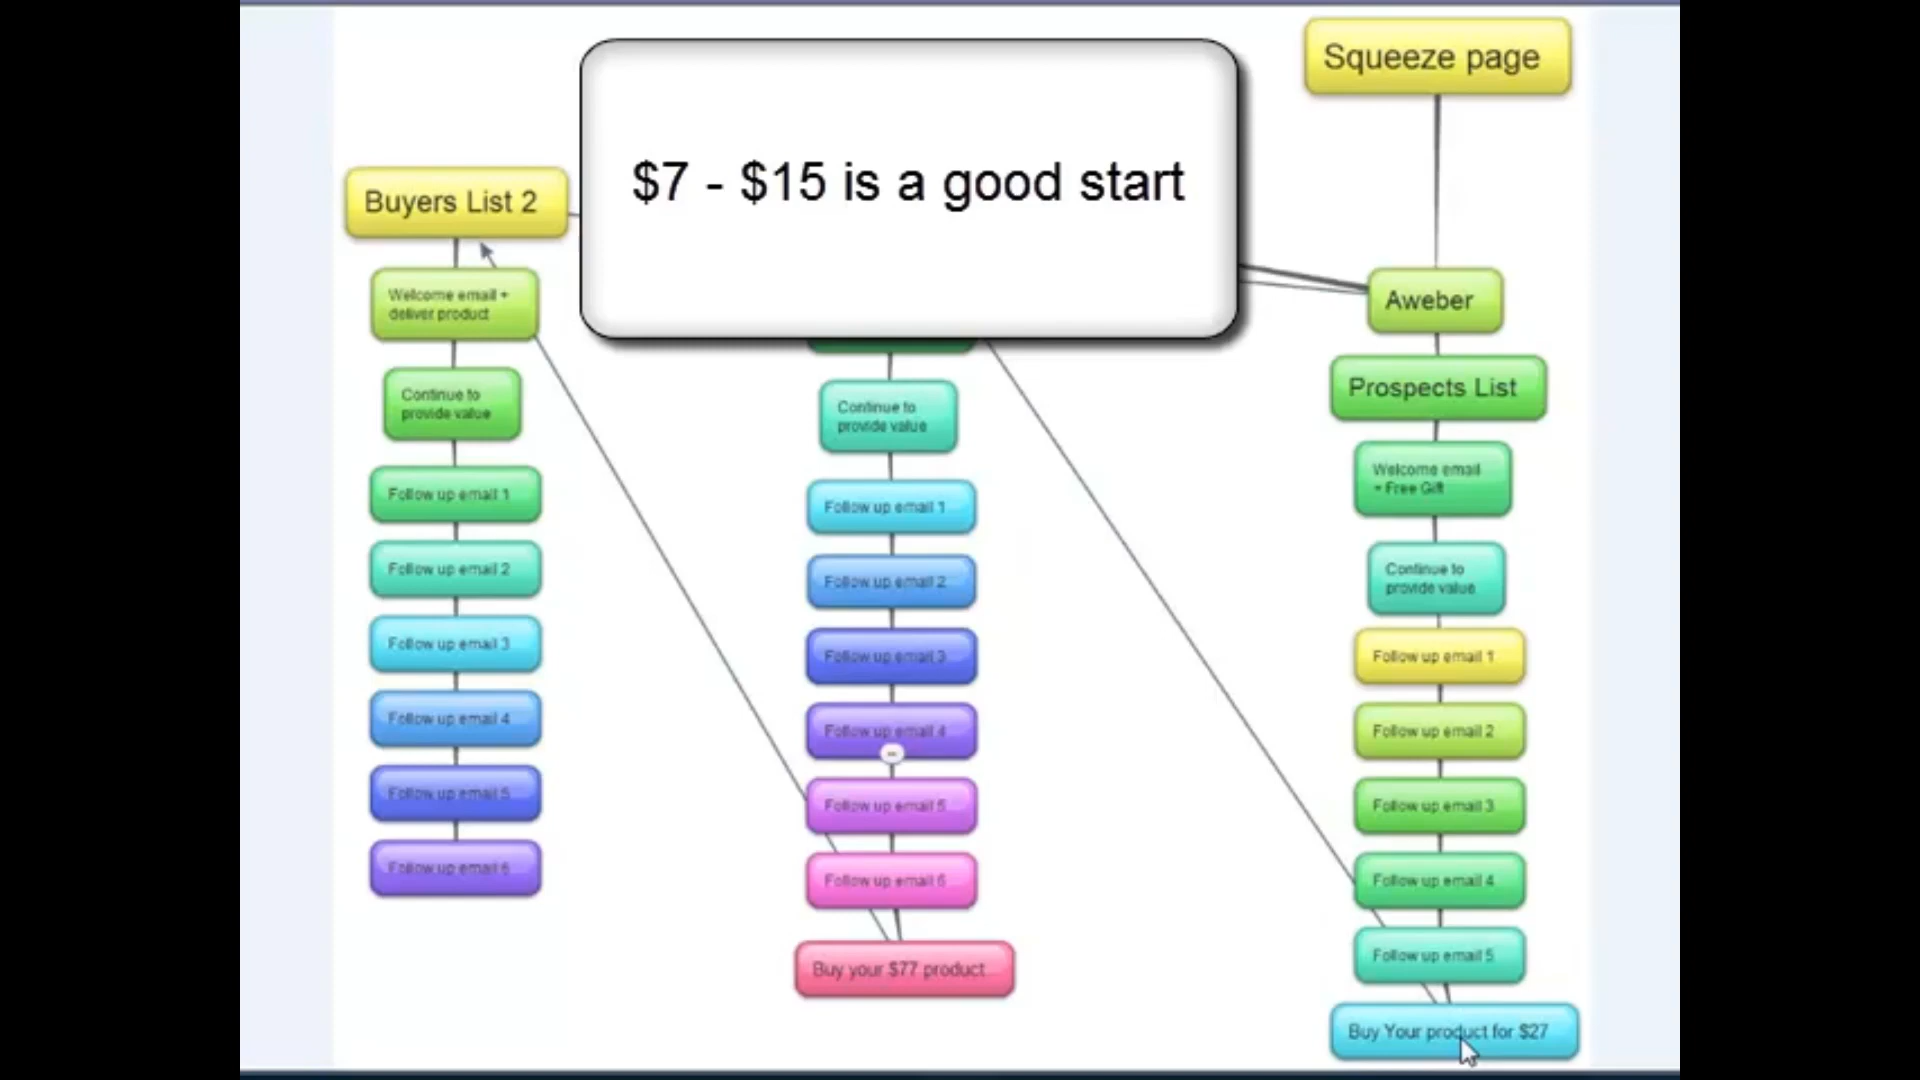 Squeeze page
$7 - $15 is a good start
Buyers List 2
Welcome email +
deliver product
Continue to
provide value
Follow up email 1
Follow up email 2
Follow up email 3
Follow up email 4
Follow up email 5
Follow up email 6
Continue to
provide value
Follow up email 1
Follow up email 2
Follow up email 3
Follow up email 4
Follow up email 5
Follow up email 6
Buy your $77 product
Aweber
Prospects List
Welcome email
+ Free Gift
Continue to
provide value
Follow up email 1
Follow up email 2
Follow up email 3
Follow up email 4
Follow up email 5
Buy Your product for $27